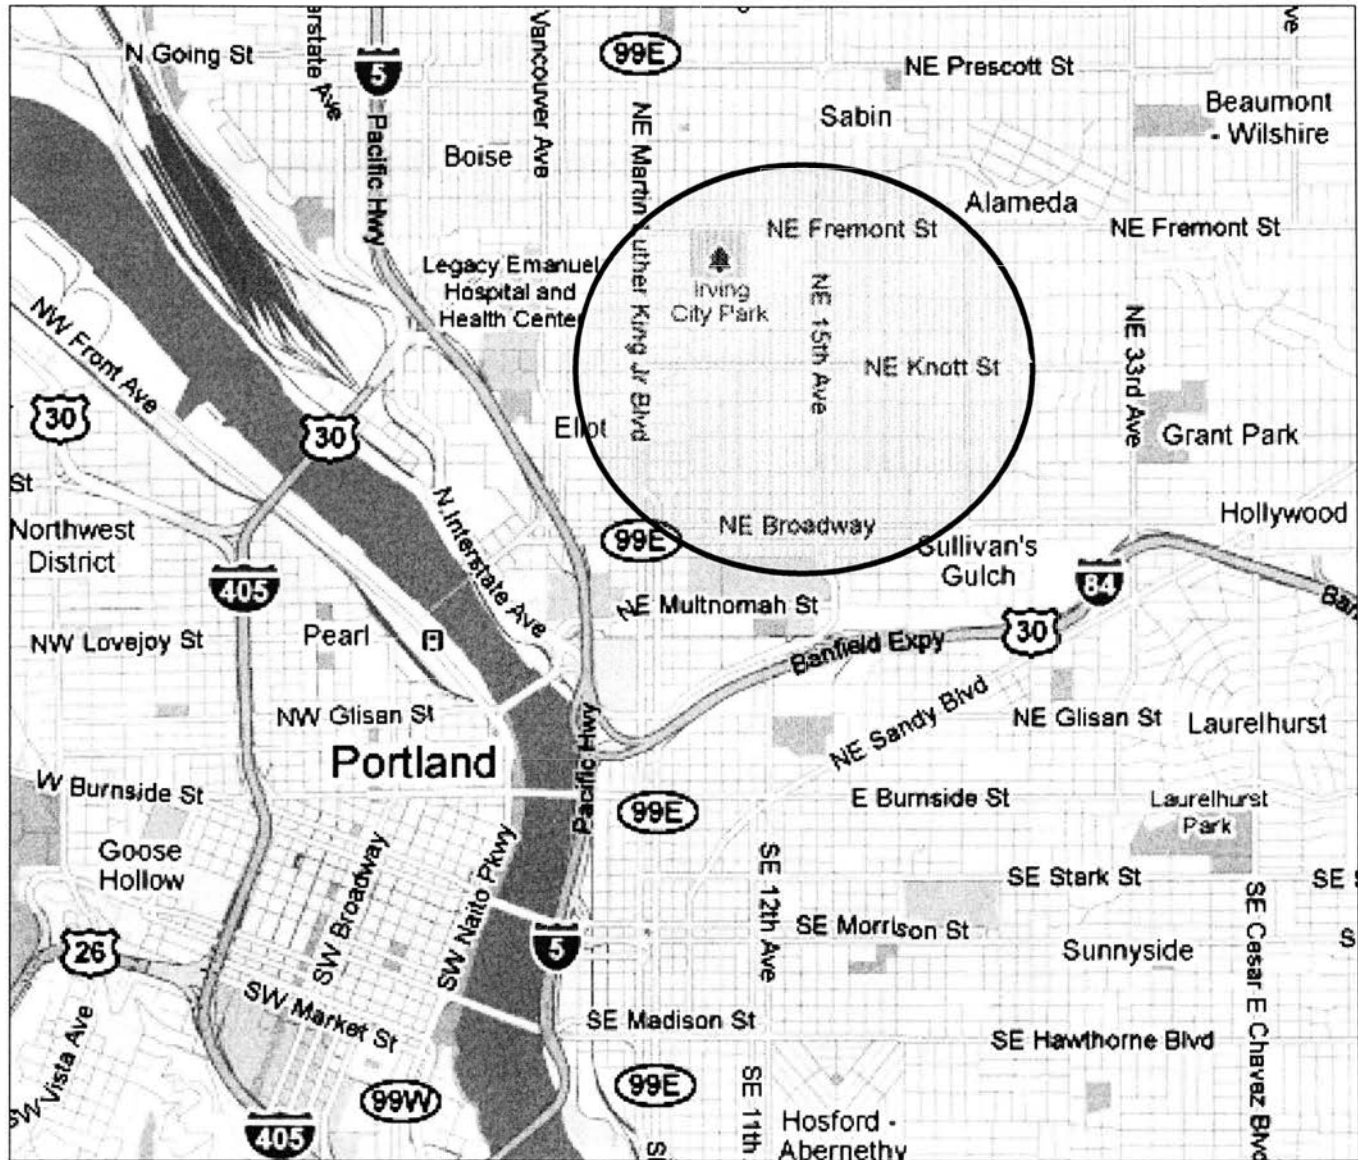 N Going St
erstate Ave
5
Pacific Hwy
Vancouver Ave
99E
NE Prescott St
Sabin
Beaumont
- Wilshire
Boise
NE Martin Luther King Jr Blvd
Alameda
NE Fremont St
NE Fremont St
Legacy Emanuel
Hospital and
Health Center
Irving
City Park
NE 15th Ave
NE Knott St
NE 33rd Ave
NW Front Ave
30
30
Eliot
Grant Park
St
Northwest
District
N Interstate Ave
99E
NE Broadway
Sullivan's
Gulch
Hollywood
405
84
Ban
NE Multnomah St
NW Lovejoy St
Pearl
Banfield Expy
30
NW Glisan St
Pacific Hwy
NE Sandy Blvd
NE Glisan St
Laurelhurst
Portland
W Burnside St
99E
E Burnside St
Laurelhurst
Park
Goose
Hollow
SW Broadway
SW Naito Pkwy
SE 12th Ave
SE Stark St
SE S
26
5
SE Morrison St
Sunnyside
S
SE Cesar E Chavez Blvd
SW Market St
SE Madison St
SE Hawthorne Blvd
SW Vista Ave
99W
99E
SE 11th
405
Hosford -
Abernethy